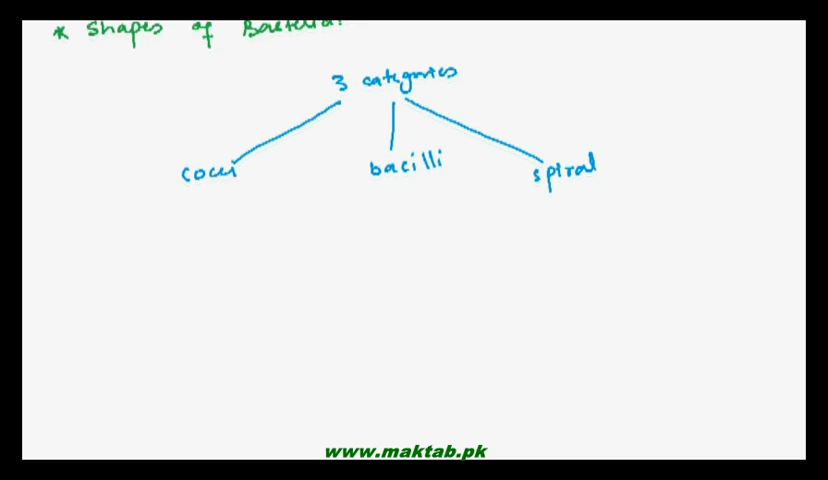 * Shapes of Bacteria.
3 categories
cocci bacilli spiral
www.maktab.pk